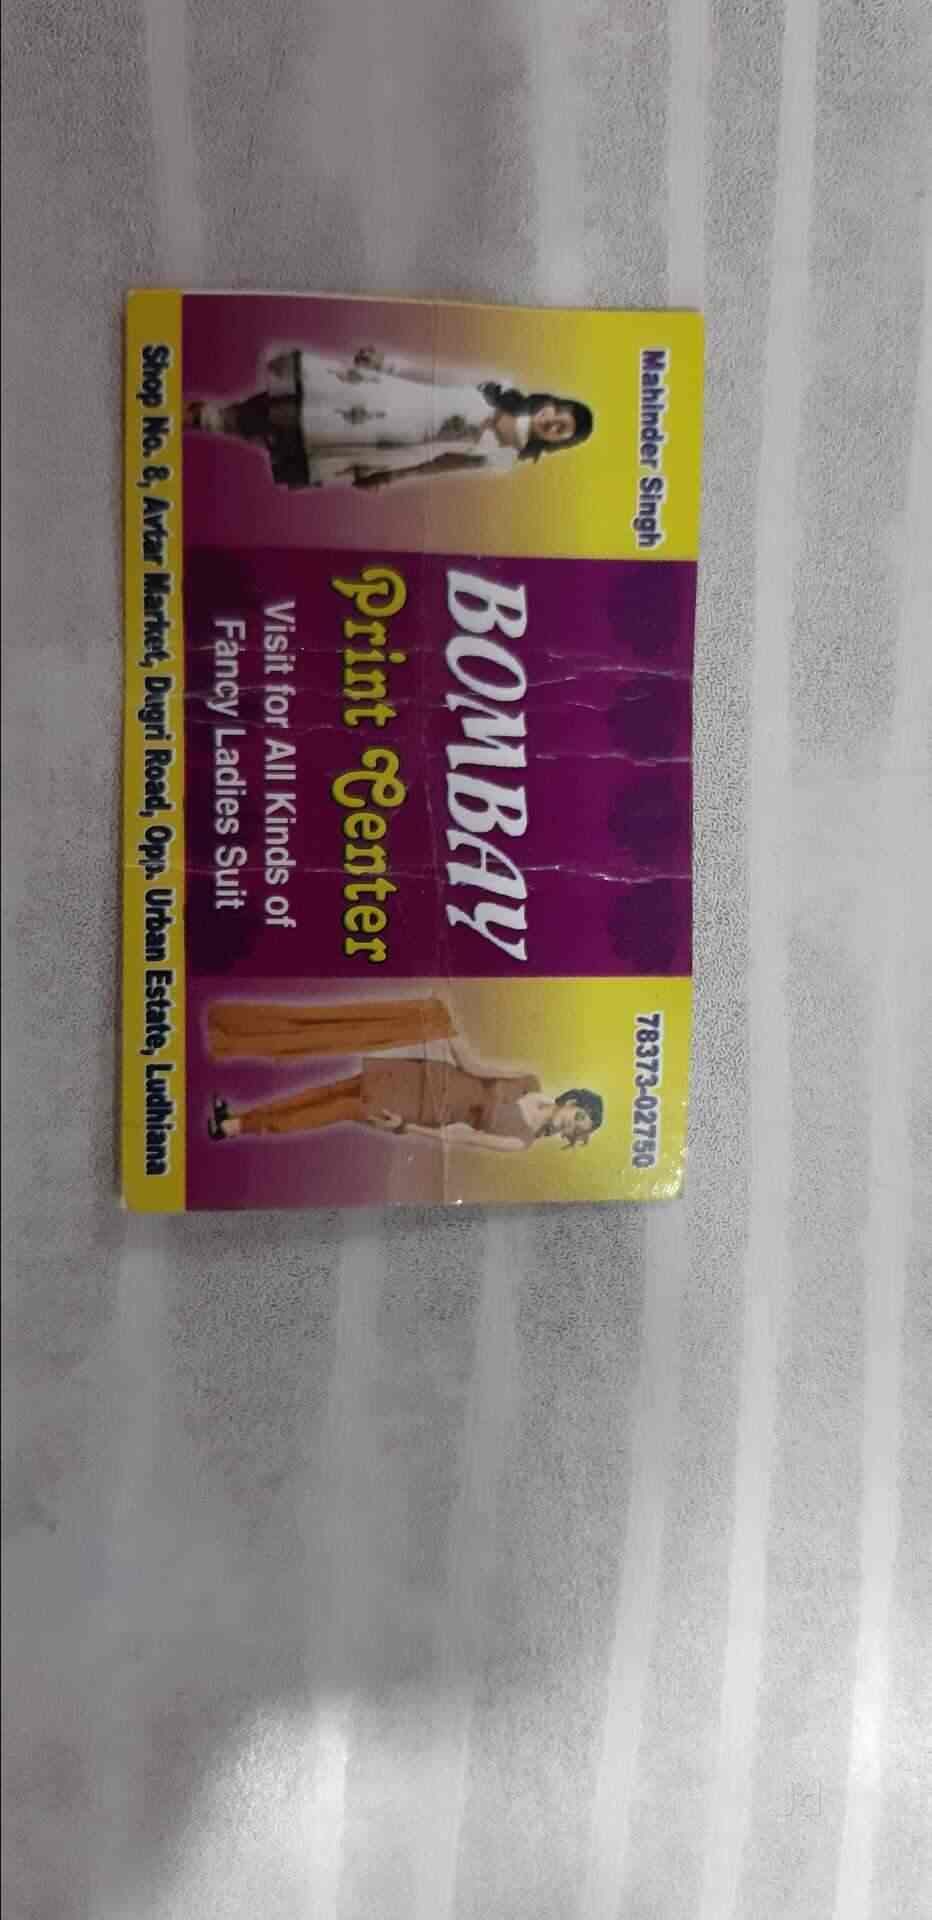 Mahinder Singh
78373-02750
BOMBAY
Print Center
Visit for All Kinds of
Fancy Ladies Suit
Shop No. 8, Avtar Market, Dugri Road, Opp. Urban Estate, Ludhiana